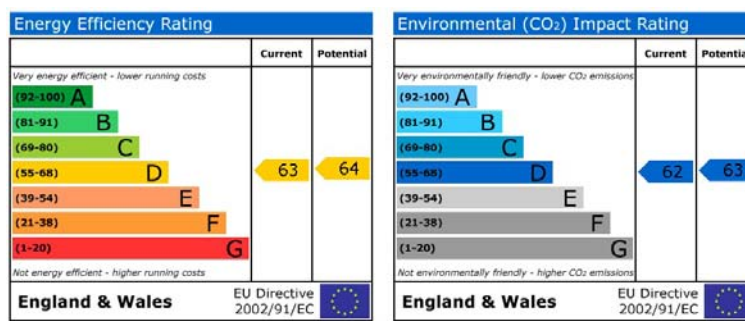 Energy Efficiency Rating
Current Potential
Very energy efficient - lower running costs
(92-100) A
(81-91) B
(69-80) C
(55-68) D
63 64
(39-54) E
(21-38) F
(1-20) G
Not energy efficient - higher running costs
England & Wales
EU Directive
2002/91/EC
Environmental (CO₂) Impact Rating
Current Potentia
Very environmentally friendly - lower CO₂ emissions
(92-100) A
(81-91) B
(69-80) C
(55-68) D
62 63
(39-54) E
(21-38) F
(1-20) G
Not environmentally friendly - higher CO₂ emissions
England & Wales
EU Directive
2002/91/EC